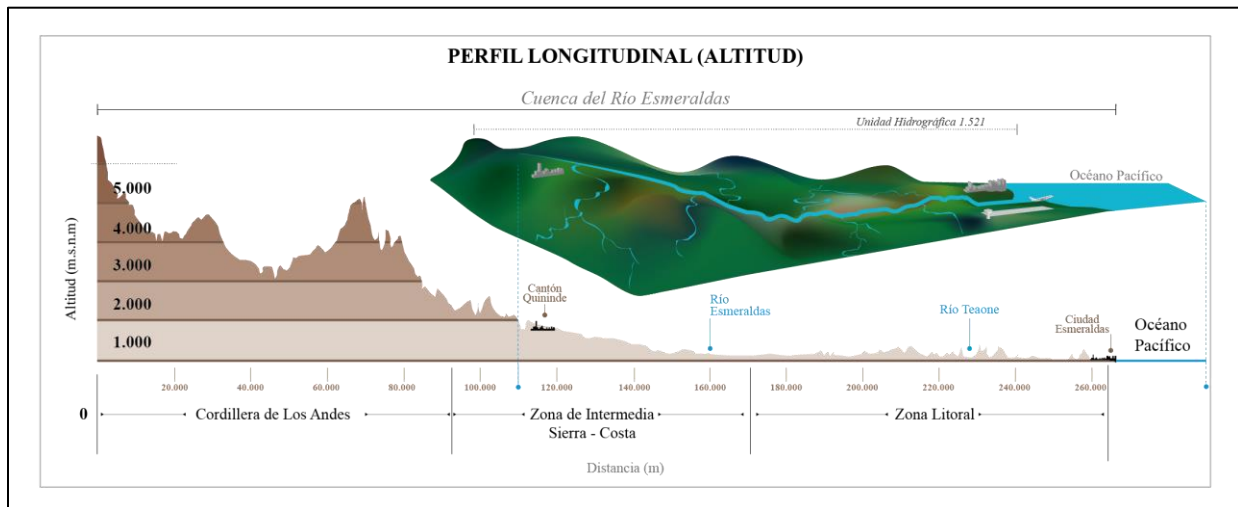 PERFIL LONGITUDINAL (ALTITUD)
Cuenca del Río Esmeraldas
Unidad Hidrográfica 1.521
Océano Pacífico
Altitud (m.s.n.m)
5.000
4.000
3.000
2.000
1.000
0
Cantón
Quininde
Río
Esmeraldas
Río Teaone
Ciudad
Esmeraldas
Océano
Pacífico
20.000
40.000
60.000
80.000
100.000
120.000
140.000
160.000
180.000
200.000
220.000
240.000
260.000
Cordillera de Los Andes
Zona de Intermedia
Sierra - Costa
Zona Litoral
Distancia (m)